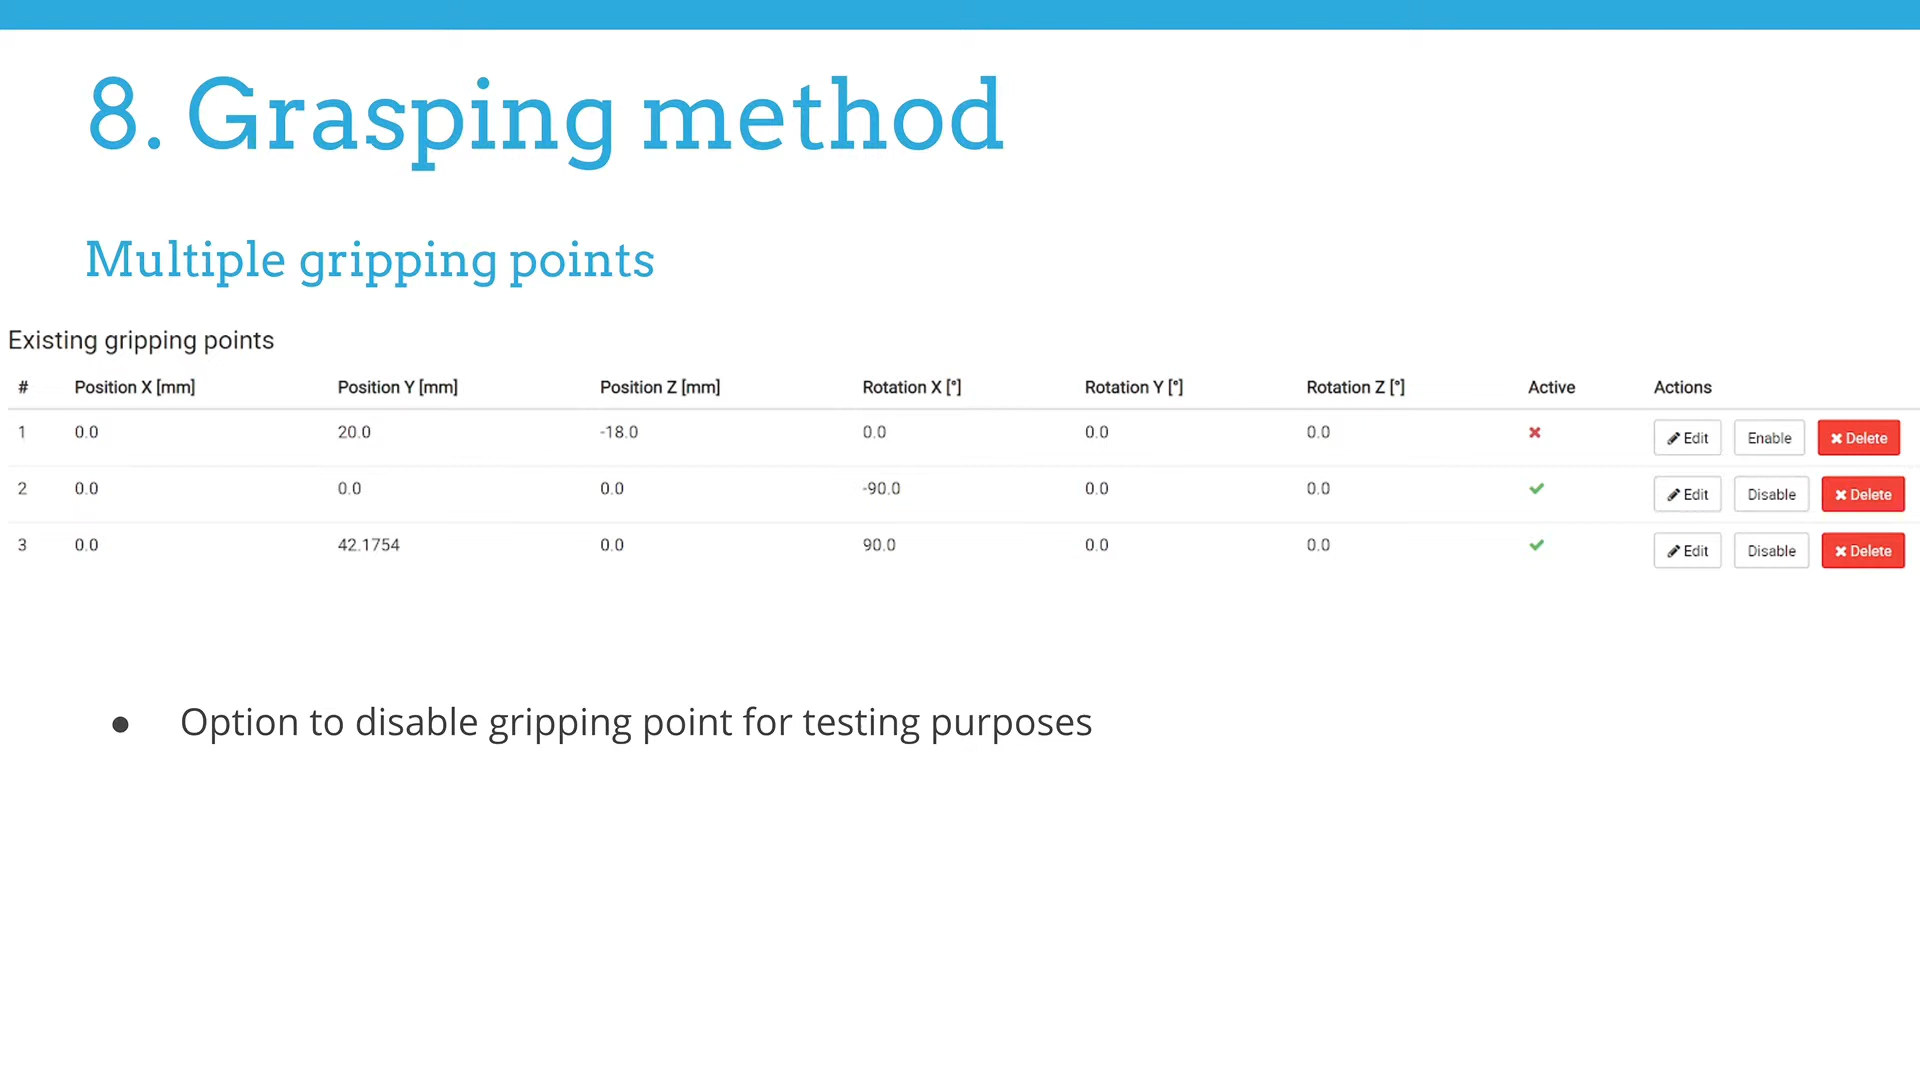 8. Grasping method
Multiple gripping points
Existing gripping points
# Position X [mm] Position Y [mm] Position Z [mm] Rotation X [°] Rotation Y [°] Rotation Z [°] Active Actions
1 0.0 20.0 -18.0 0.0 0.0 0.0 Edit Enable Delete
2 0.0 0.0 0.0 -90.0 0.0 0.0 Edit Disable Delete
3 0.0 42.1754 0.0 90.0 0.0 0.0 Edit Disable Delete
● Option to disable gripping point for testing purposes